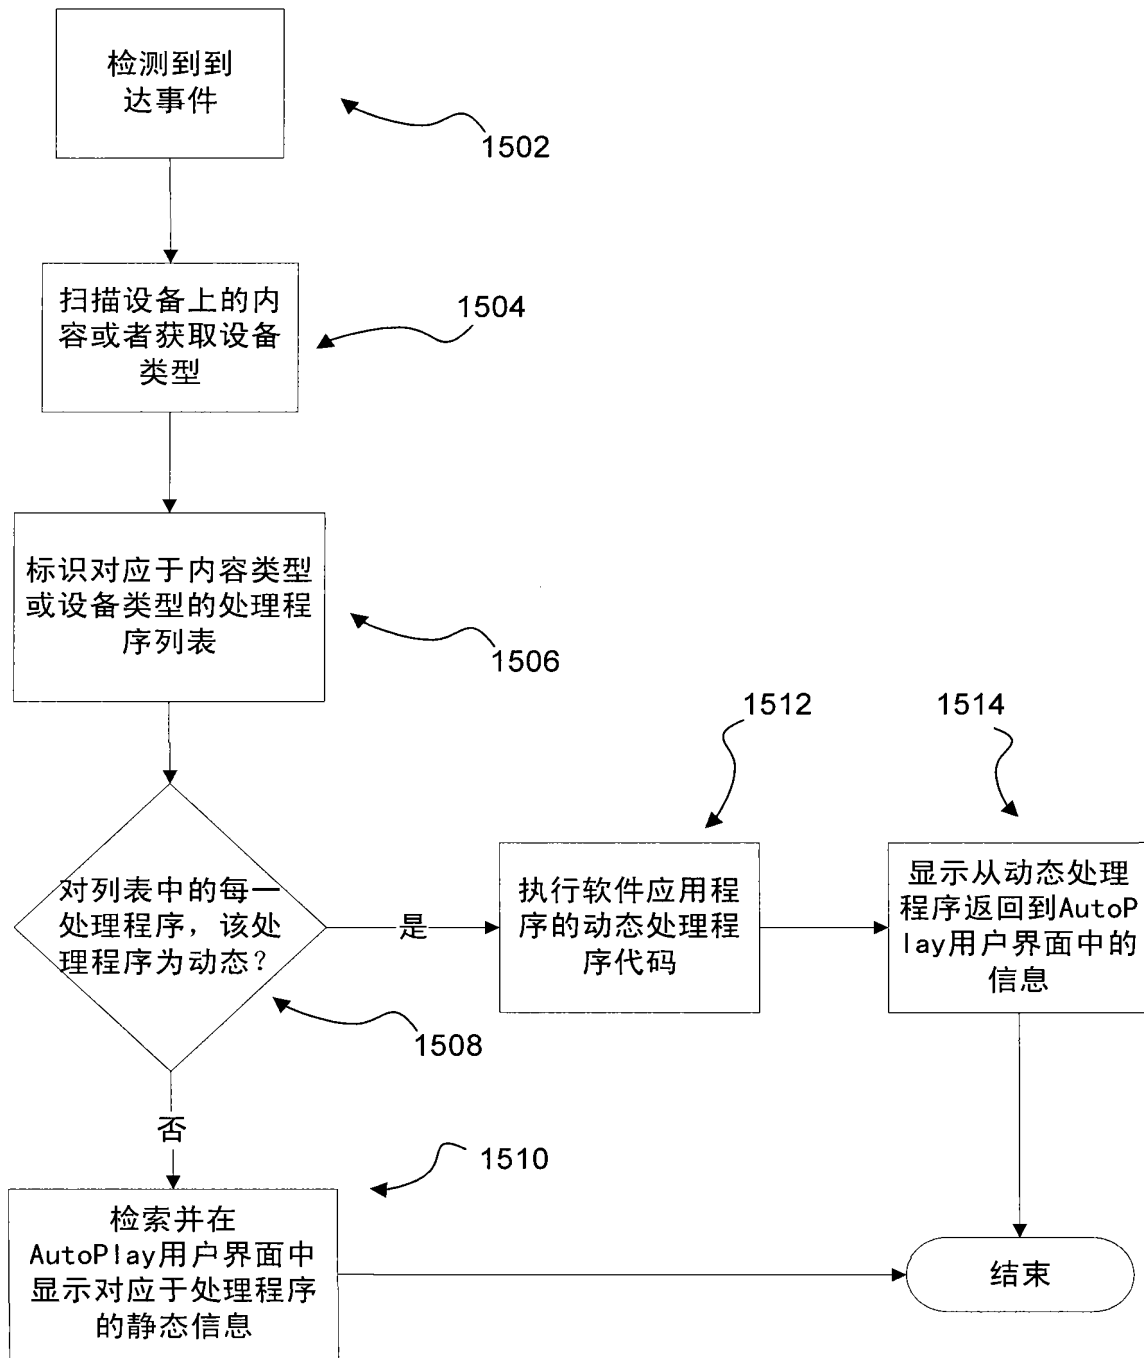 检测到到
达事件
1502
扫描设备上的内
容或者获取设备
类型
1504
标识对应于内容类型
或设备类型的处理程
序列表
1506
对列表中的每一
处理程序，该处
理程序为动态？
1508
是
执行软件应用程
序的动态处理程
序代码
1512
显示从动态处理
程序返回到AutoP
lay用户界面中的
信息
1514
否
检索并在
AutoPlay用户界面中
显示对应于处理程序
的静态信息
1510
结束